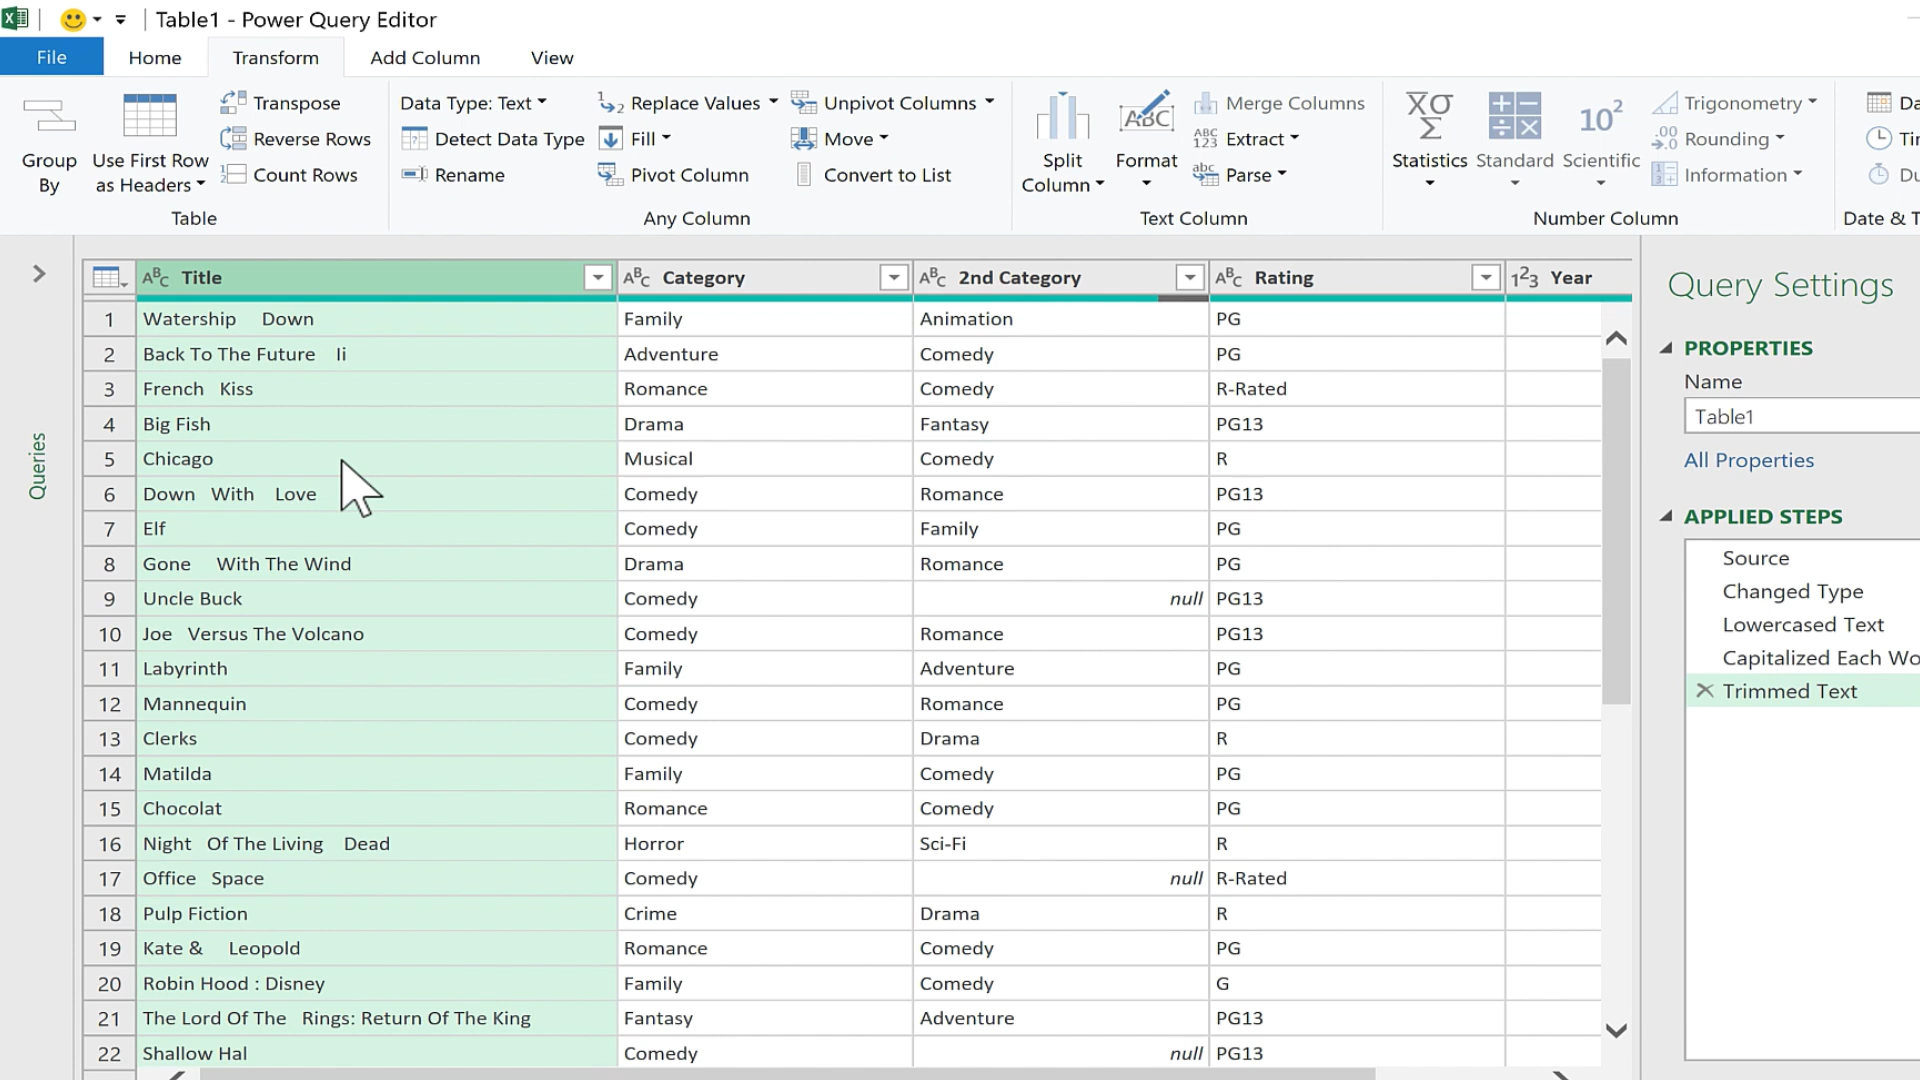 Table1 - Power Query Editor
File Home Transform Add Column View
Group By
Use First Row as Headers
Transpose
Reverse Rows
Count Rows
Table
Data Type: Text
Detect Data Type
Rename
Replace Values
Fill
Pivot Column
Unpivot Columns
Move
Convert to List
Any Column
Split Column
Format
Merge Columns
Extract
Parse
Text Column
Statistics
Standard
Scientific
Trigonometry
Rounding
Information
Number Column
Date & T
Queries
Title Category 2nd Category Rating Year
1 Watership    Down Family Animation PG
2 Back To The Future   Ii Adventure Comedy PG
3 French   Kiss Romance Comedy R-Rated
4 Big Fish Drama Fantasy PG13
5 Chicago Musical Comedy R
6 Down   With    Love Comedy Romance PG13
7 Elf Comedy Family PG
8 Gone     With The Wind Drama Romance PG
9 Uncle Buck Comedy null PG13
10 Joe   Versus The Volcano Comedy Romance PG13
11 Labyrinth Family Adventure PG
12 Mannequin Comedy Romance PG
13 Clerks Comedy Drama R
14 Matilda Family Comedy PG
15 Chocolat Romance Comedy PG
16 Night   Of The Living    Dead Horror Sci-Fi R
17 Office   Space Comedy null R-Rated
18 Pulp Fiction Crime Drama R
19 Kate &     Leopold Romance Comedy PG
20 Robin Hood : Disney Family Comedy G
21 The Lord Of The   Rings: Return Of The King Fantasy Adventure PG13
22 Shallow Hal Comedy null PG13
Query Settings
PROPERTIES
Name
Table1
All Properties
APPLIED STEPS
Source
Changed Type
Lowercased Text
Capitalized Each Wo
Trimmed Text